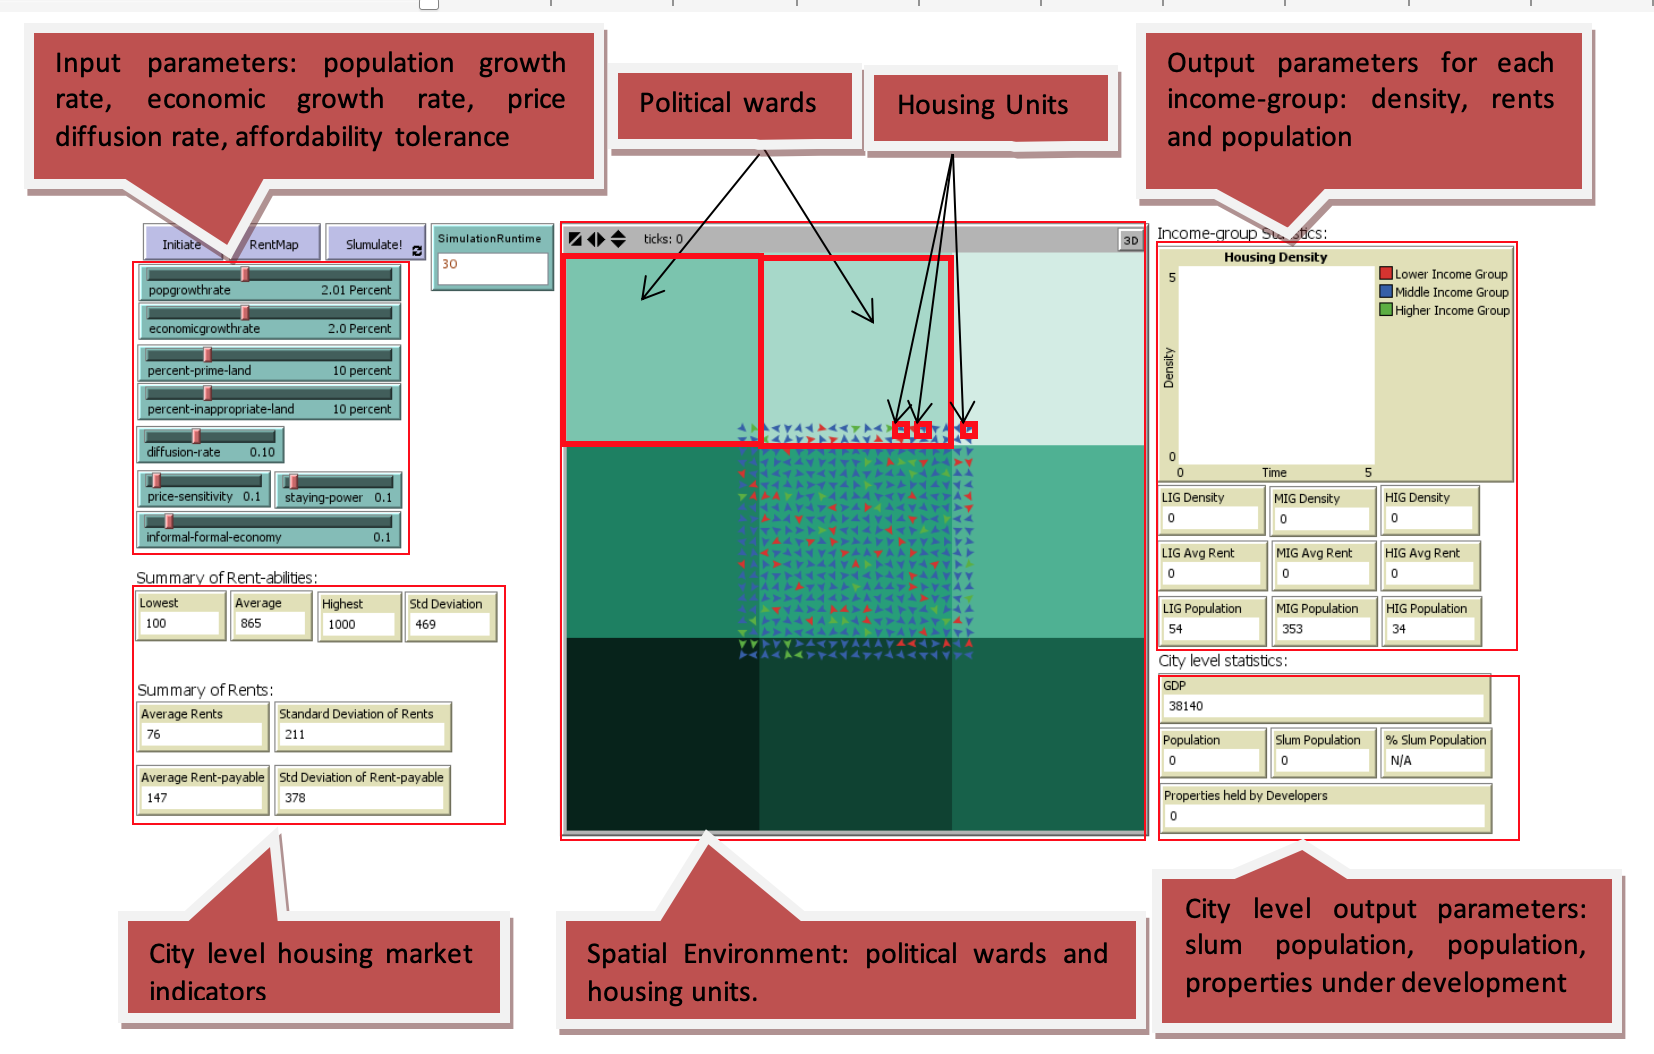 Input parameters: population growth
rate, economic growth rate, price
diffusion rate, affordability tolerance
Political wards
Housing Units
Output parameters for each
income-group: density, rents
and population
Initiate
RentMap
Slumulate!
SimulationRuntime
30
popgrowthrate 2.01 Percent
economicgrowthrate 2.0 Percent
percent-prime-land 10 percent
percent-inappropriate-land 10 percent
diffusion-rate 0.10
price-sensitivity 0.1
staying-power 0.1
informal-formal-economy 0.1
Summary of Rent-abilities:
Lowest
100
Average
865
Highest
1000
Std Deviation
469
Summary of Rents:
Average Rents
76
Standard Deviation of Rents
211
Average Rent-payable
147
Std Deviation of Rent-payable
378
ticks: 0
3D
Housing Density
5
Density
0
0
Time
5
Lower Income Group
Middle Income Group
Higher Income Group
LIG Density
0
MIG Density
0
HIG Density
0
LIG Avg Rent
0
MIG Avg Rent
0
HIG Avg Rent
0
LIG Population
54
MIG Population
353
HIG Population
34
City level statistics:
GDP
38140
Population
0
Slum Population
0
% Slum Population
N/A
Properties held by Developers
0
City level housing market
indicators
Spatial Environment: political wards and
housing units.
City level output parameters:
slum population, population,
properties under development